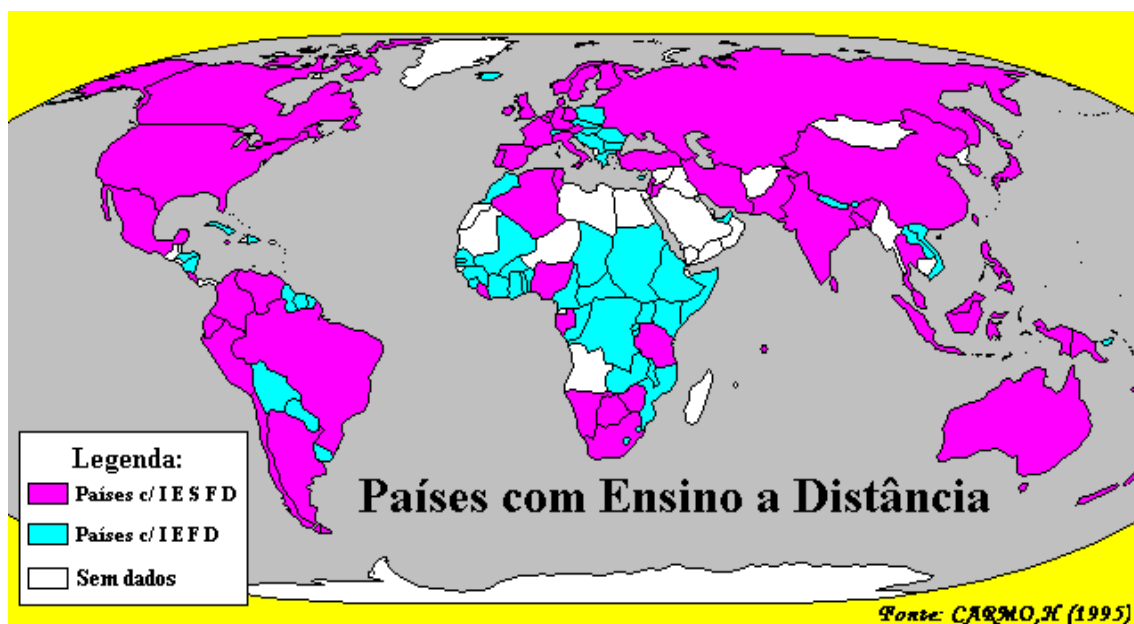 Legenda:
Países c/ I E S F D
Países c/ I E F D
Sem dados
Países com Ensino a Distância
Fonte: CARMO,H (1995)